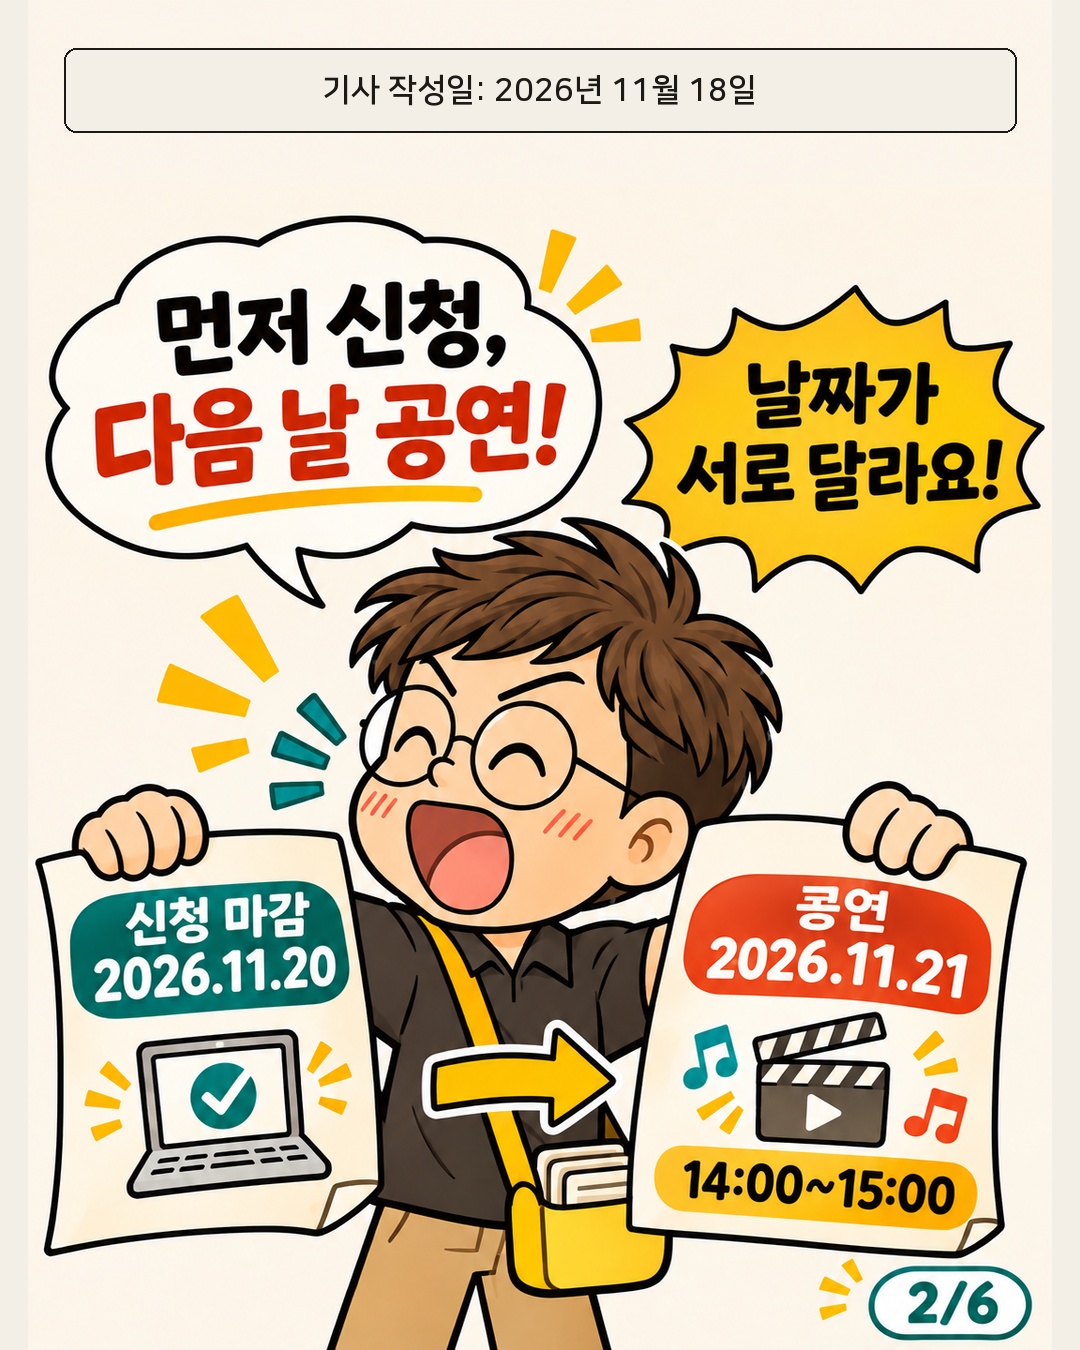 기사 작성일: 2026년 11월 18일
먼저 신청,
다음 날 공연!
날짜가
서로 달라요!
신청 마감
2026.11.20
콩연
2026.11.21
14:00~15:00
2/6